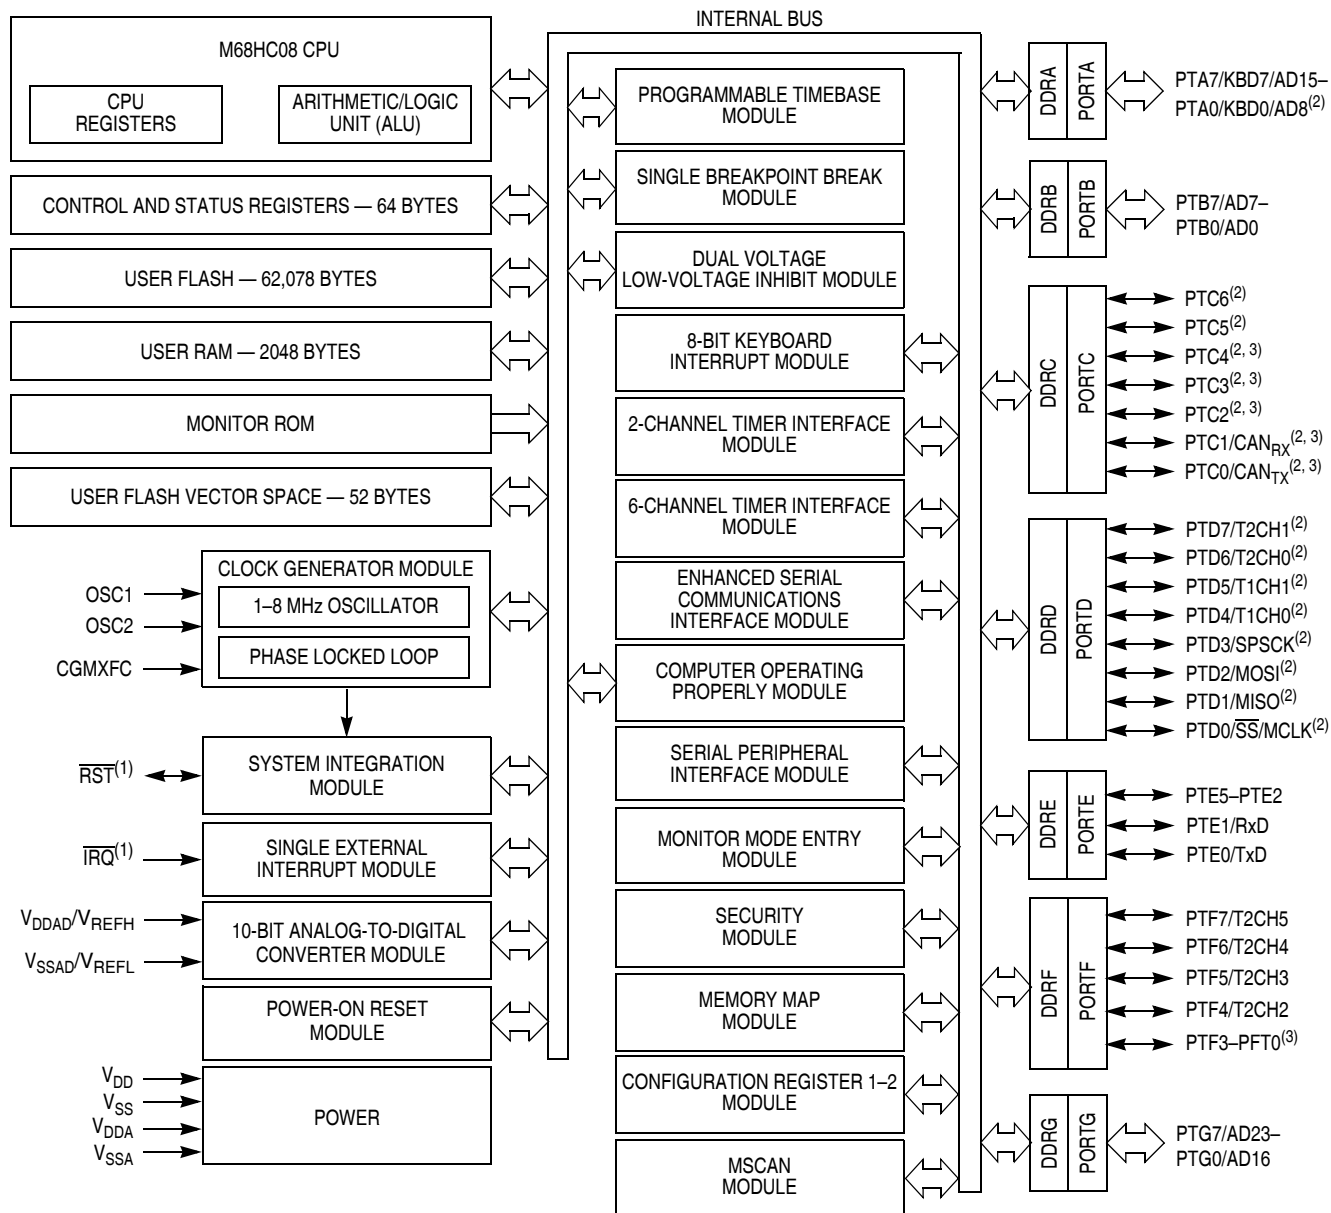 INTERNAL BUS
M68HC08 CPU
CPU
REGISTERS
ARITHMETIC/LOGIC
UNIT (ALU)
CONTROL AND STATUS REGISTERS — 64 BYTES
USER FLASH — 62,078 BYTES
USER RAM — 2048 BYTES
MONITOR ROM
USER FLASH VECTOR SPACE — 52 BYTES
CLOCK GENERATOR MODULE
1–8 MHz OSCILLATOR
PHASE LOCKED LOOP
OSC1
OSC2
CGMXFC
SYSTEM INTEGRATION
MODULE
RST(1)
SINGLE EXTERNAL
INTERRUPT MODULE
IRQ(1)
10-BIT ANALOG-TO-DIGITAL
CONVERTER MODULE
VDDAD/VREFH
VSSAD/VREFL
POWER-ON RESET
MODULE
POWER
VDD
VSS
VDDA
VSSA
PROGRAMMABLE TIMEBASE
MODULE
SINGLE BREAKPOINT BREAK
MODULE
DUAL VOLTAGE
LOW-VOLTAGE INHIBIT MODULE
8-BIT KEYBOARD
INTERRUPT MODULE
2-CHANNEL TIMER INTERFACE
MODULE
6-CHANNEL TIMER INTERFACE
MODULE
ENHANCED SERIAL
COMMUNICATIONS
INTERFACE MODULE
COMPUTER OPERATING
PROPERLY MODULE
SERIAL PERIPHERAL
INTERFACE MODULE
MONITOR MODE ENTRY
MODULE
SECURITY
MODULE
MEMORY MAP
MODULE
CONFIGURATION REGISTER 1–2
MODULE
MSCAN
MODULE
DDRA
PORTA
PTA7/KBD7/AD15–
PTA0/KBD0/AD8(2)
DDRB
PORTB
PTB7/AD7–
PTB0/AD0
DDRC
PORTC
PTC6(2)
PTC5(2)
PTC4(2, 3)
PTC3(2, 3)
PTC2(2, 3)
PTC1/CANRX(2, 3)
PTC0/CANTX(2, 3)
DDRD
PORTD
PTD7/T2CH1(2)
PTD6/T2CH0(2)
PTD5/T1CH1(2)
PTD4/T1CH0(2)
PTD3/SPSCK(2)
PTD2/MOSI(2)
PTD1/MISO(2)
PTD0/SS/MCLK(2)
DDRE
PORTE
PTE5–PTE2
PTE1/RxD
PTE0/TxD
DDRF
PORTF
PTF7/T2CH5
PTF6/T2CH4
PTF5/T2CH3
PTF4/T2CH2
PTF3–PFT0(3)
DDRG
PORTG
PTG7/AD23–
PTG0/AD16